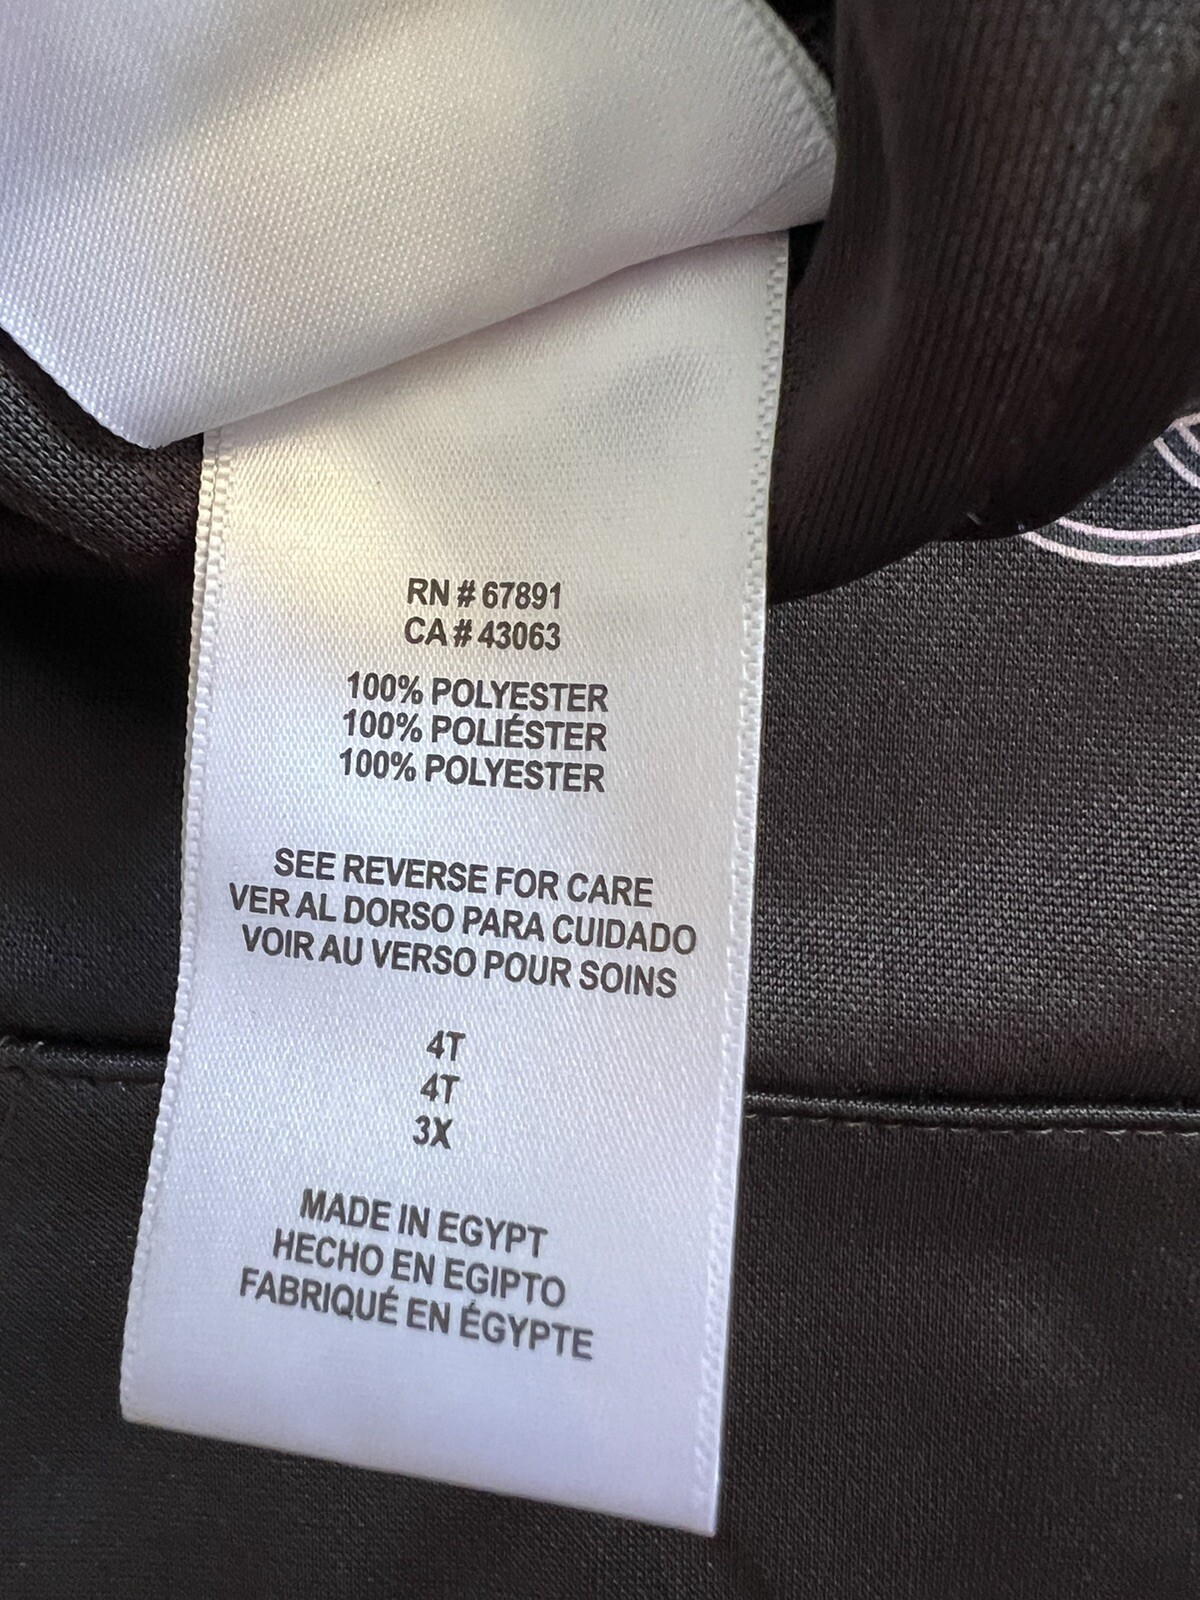 RN # 67891
CA # 43063
100% POLYESTER
100% POLIÉSTER
100% POLYESTER
SEE REVERSE FOR CARE
VER AL DORSO PARA CUIDADO
VOIR AU VERSO POUR SOINS
4T
4T
3X
MADE IN EGYPT
HECHO EN EGIPTO
FABRIQUÉ EN ÉGYPTE